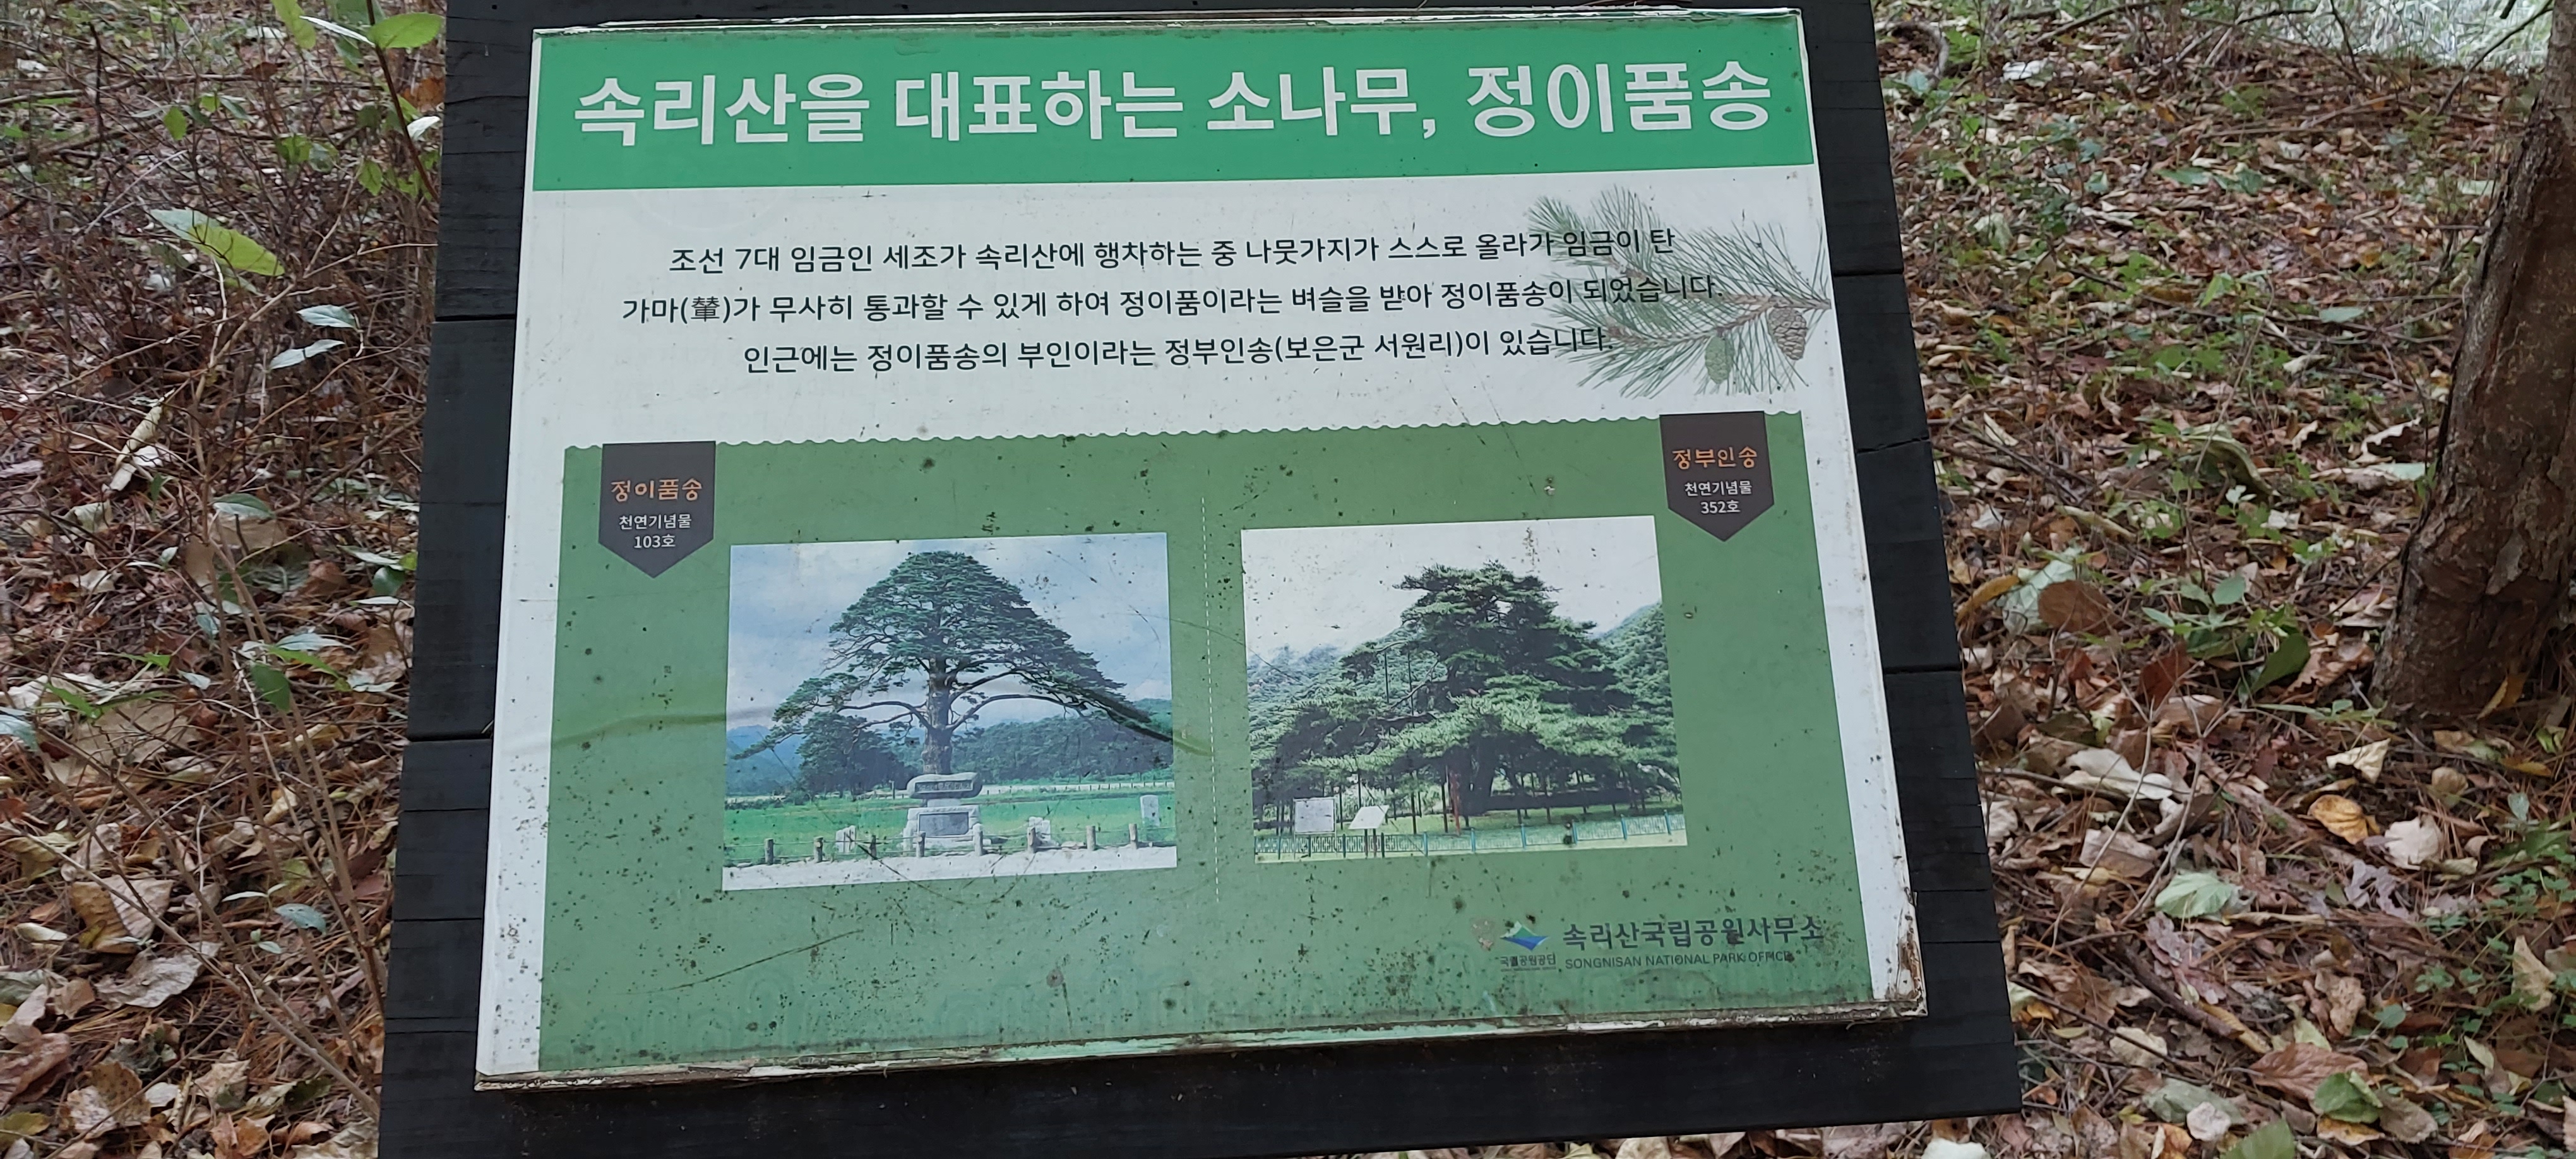 속리산을 대표하는 소나무, 정이품송
조선 7대 임금인 세조가 속리산에 행차하는 중 나뭇가지가 스스로 올라가 임금이 탄
가마(輦)가 무사히 통과할 수 있게 하여 정이품이라는 벼슬을 받아 정이품송이 되었습니다.
인근에는 정이품송의 부인이라는 정부인송(보은군 서원리)이 있습니다.
정이품송
천연기념물
103호
정부인송
천연기념물
352호
속리산국립공원사무소
국립공원공단
SONGNISAN NATIONAL PARK OFFICE